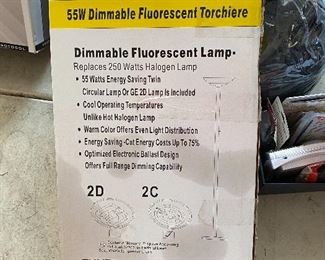 55W Dimmable Fluorescent Torchiere
Dimmable Fluorescent Lamp-
Replaces 250 Watts Halogen Lamp
• 55 Watts Energy Saving Twin
Circular Lamp Or GE 2D Lamp Is Included
• Cool Operating Temperatures
Unlike Hot Halogen Lamp
• Warm Color Offers Even Light Distribution
• Energy Saving -Cut Energy Costs Up To 75%
• Optimized Electronic Ballast Design
Offers Full Range Dimming Capability
2D 2C